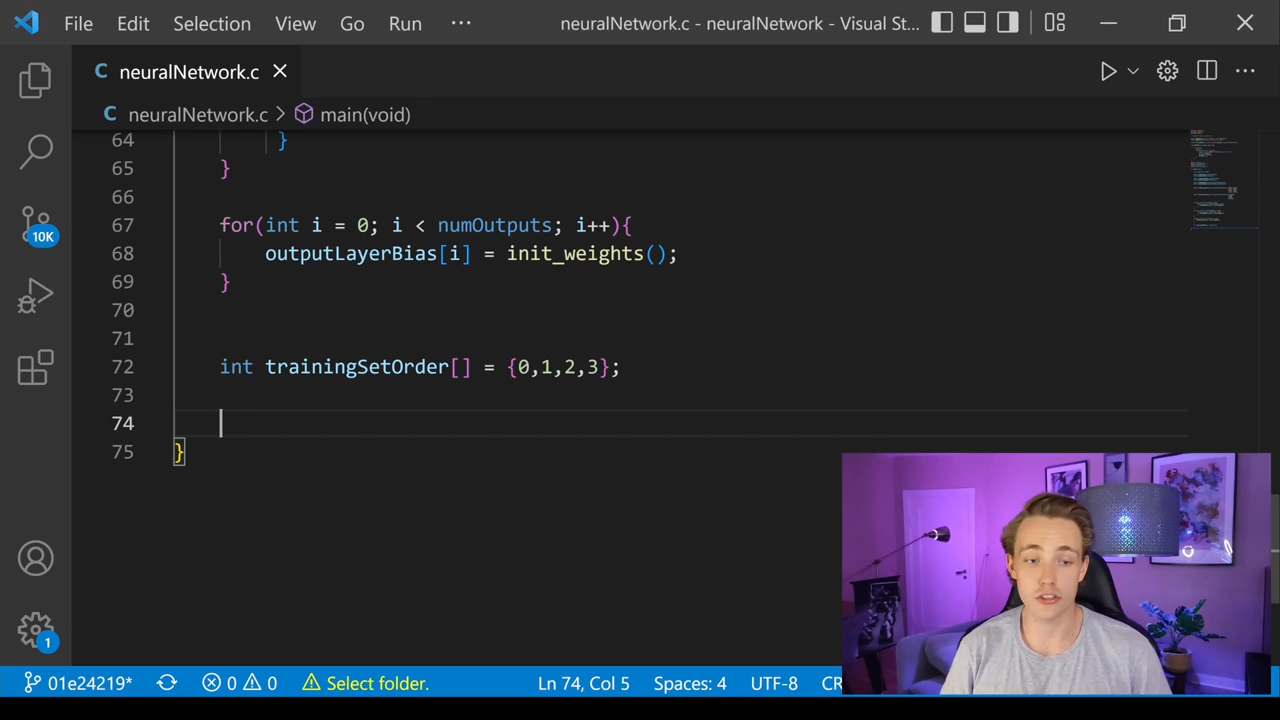 File Edit Selection View Go Run ··· neuralNetwork.c - neuralNetwork - Visual St...
C neuralNetwork.c
C neuralNetwork.c > main(void)
64 }
65 }
66
67 for(int i = 0; i < numOutputs; i++){
68 outputLayerBias[i] = init_weights();
69 }
70
71
72 int trainingSetOrder[] = {0,1,2,3};
73
74
75 }
10K
1
01e24219* 0 0 Select folder. Ln 74, Col 5 Spaces: 4 UTF-8 CR